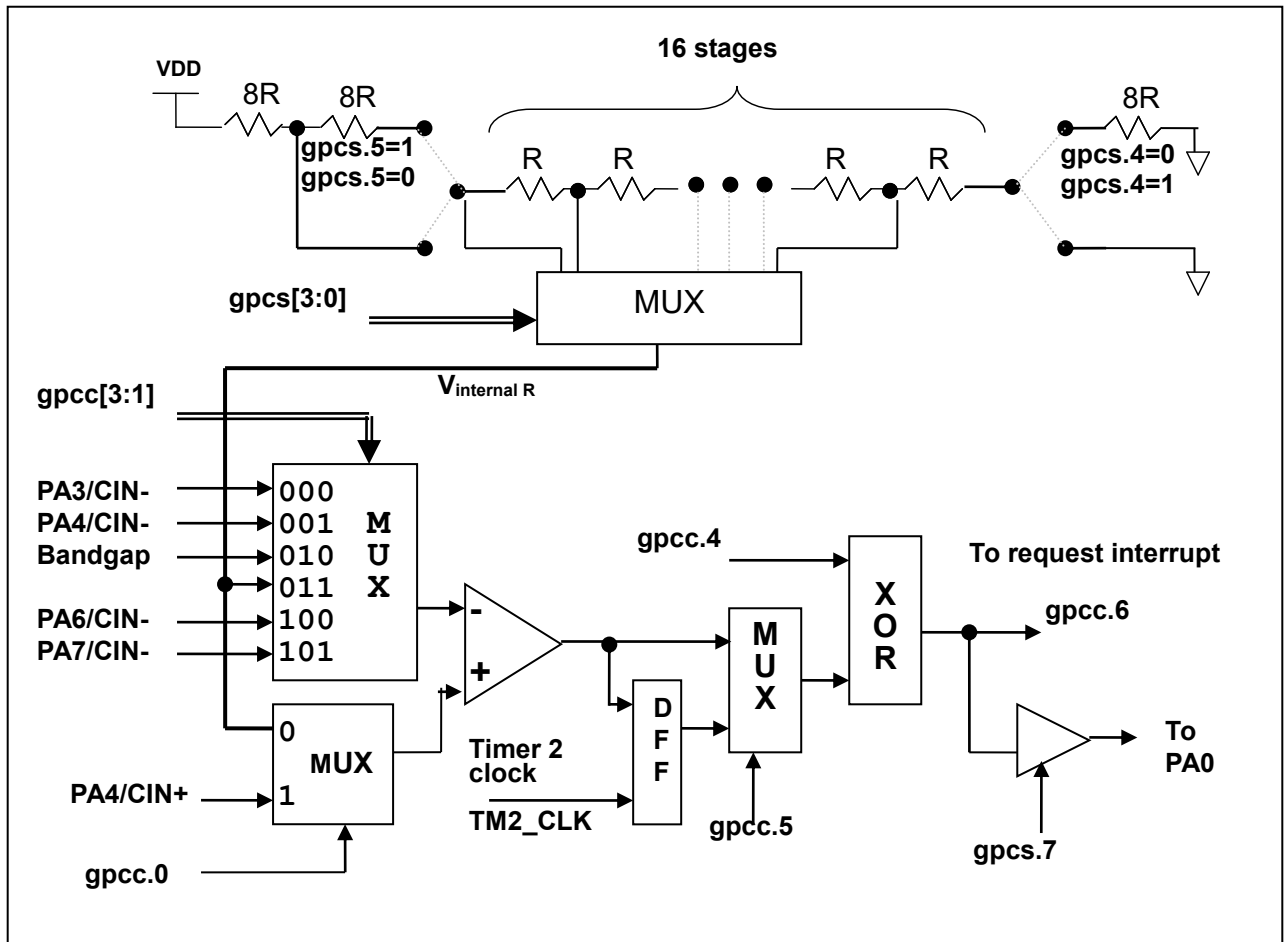 16 stages
VDD
8R
8R
8R
gpcs.5=1
gpcs.5=0
R
R
R
R
gpcs.4=0
gpcs.4=1
gpcs[3:0]
MUX
Vinternal R
gpcc[3:1]
PA3/CIN-
000
PA4/CIN-
001
Bandgap
010
011
PA6/CIN-
100
PA7/CIN-
101
M
U
X
-
+
gpcc.4
To request interrupt
X
O
R
gpcc.6
M
U
X
D
F
F
0
MUX
1
PA4/CIN+
gpcc.0
Timer 2
clock
TM2_CLK
gpcc.5
To
PA0
gpcs.7